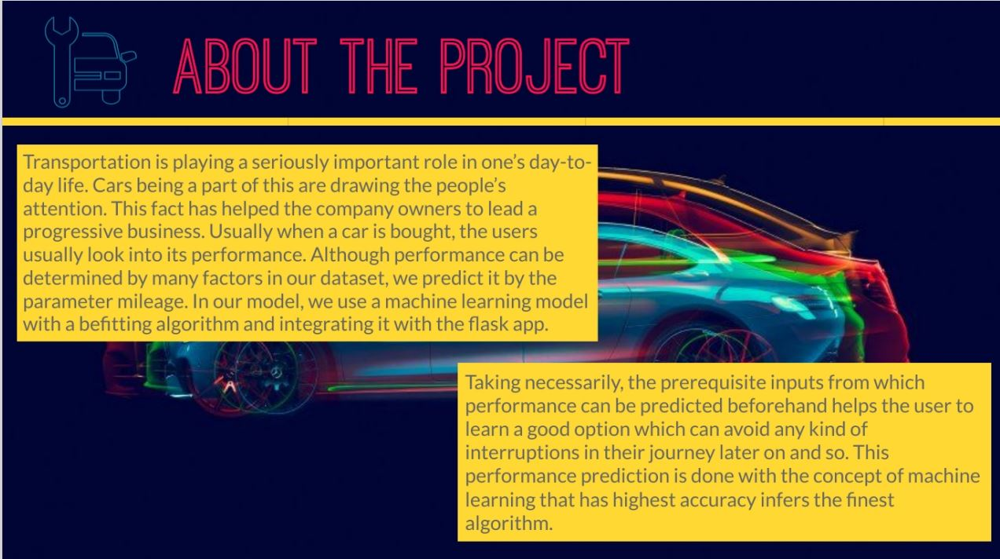 ABOUT THE PROJECT
Transportation is playing a seriously important role in one’s day-to-
day life. Cars being a part of this are drawing the people’s
attention. This fact has helped the company owners to lead a
progressive business. Usually when a car is bought, the users
usually look into its performance. Although performance can be
determined by many factors in our dataset, we predict it by the
parameter mileage. In our model, we use a machine learning model
with a befitting algorithm and integrating it with the flask app.
Taking necessarily, the prerequisite inputs from which
performance can be predicted beforehand helps the user to
learn a good option which can avoid any kind of
interruptions in their journey later on and so. This
performance prediction is done with the concept of machine
learning that has highest accuracy infers the finest
algorithm.